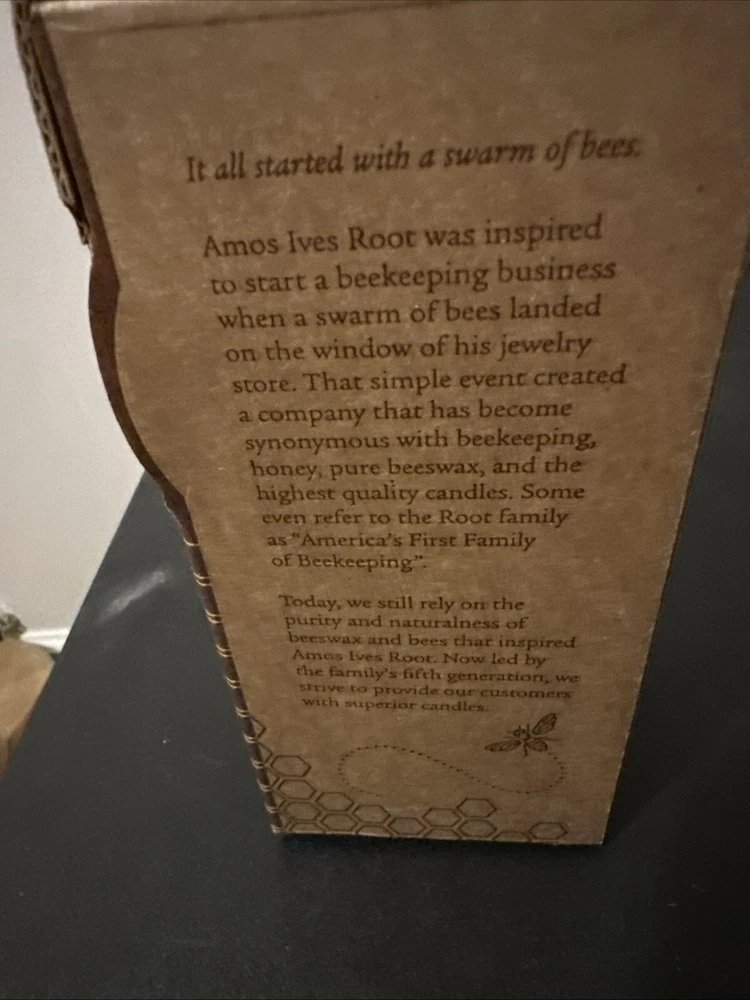 It all started with a swarm of bees.
Amos Ives Root was inspired
to start a beekeeping business
when a swarm of bees landed
on the window of his jewelry
store. That simple event created
a company that has become
synonymous with beekeeping,
honey, pure beeswax, and the
highest quality candles. Some
even refer to the Root family
as "America's First Family
of Beekeeping".
Today, we still rely on the
purity and naturalness of
beeswax and bees that inspired
Amos Ives Root. Now led by
the family's fifth generation, we
strive to provide our customers
with superior candles.